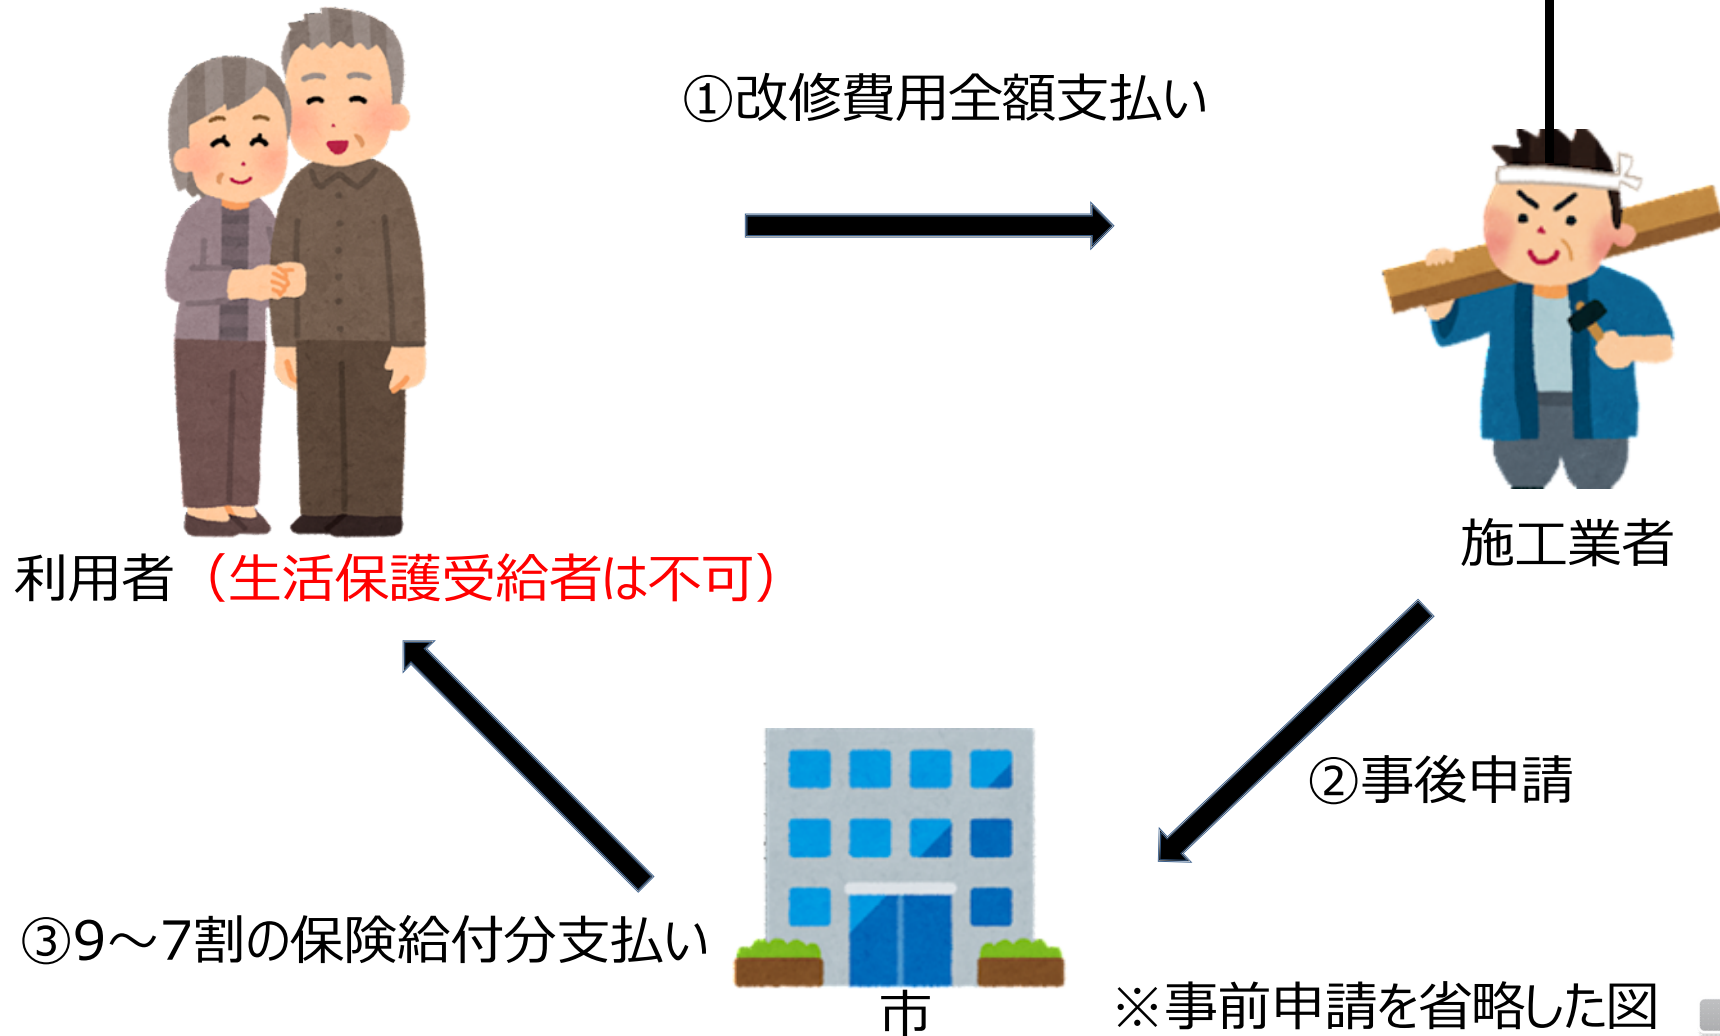 ①改修費用全額支払い
施工業者
利用者（生活保護受給者は不可）
②事後申請
③9～7割の保険給付分支払い
市
※事前申請を省略した図